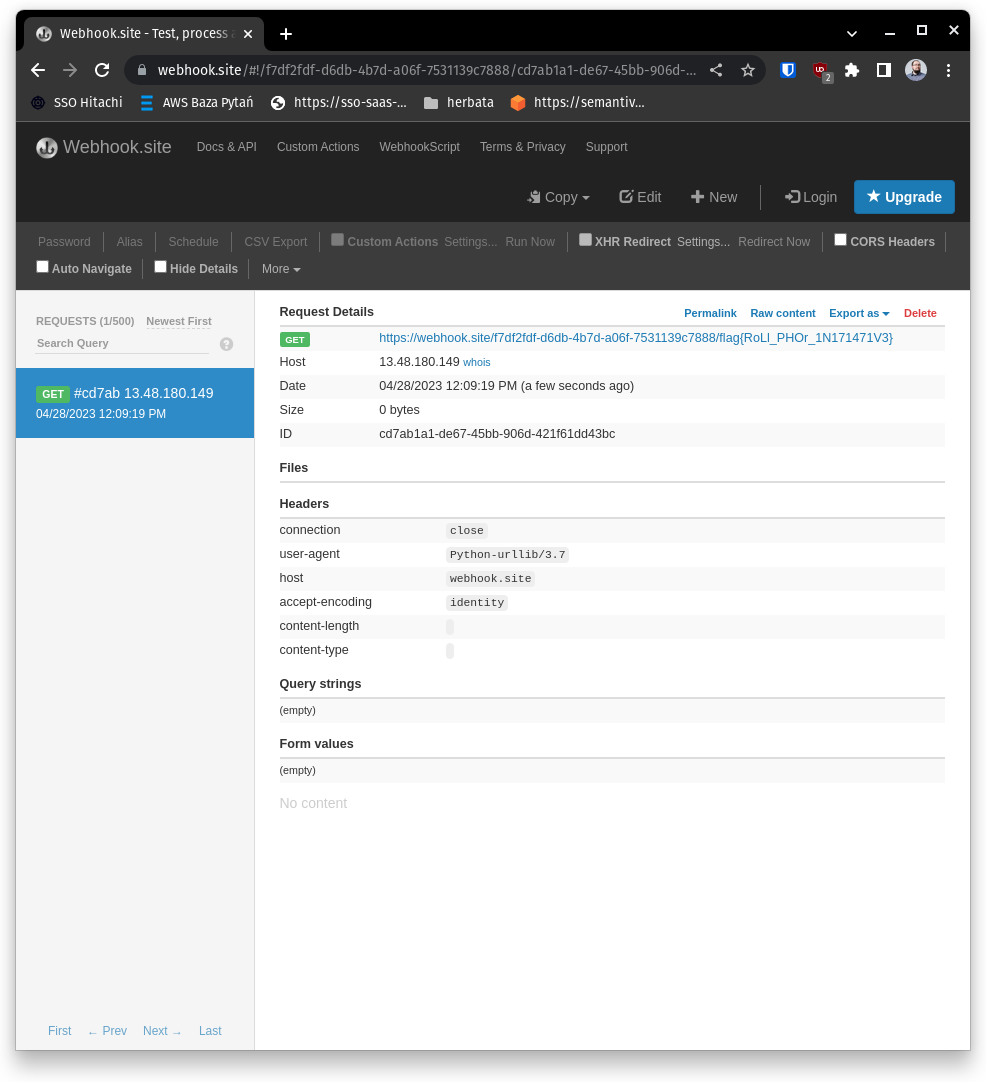 Webhook.site - Test, process a
webhook.site/#!/f7df2fdf-d6db-4b7d-a06f-7531139c7888/cd7ab1a1-de67-45bb-906d-...
2
SSO Hitachi AWS Baza Pytań https://sso-saas-... herbata https://semantiv...
Webhook.site Docs & API Custom Actions WebhookScript Terms & Privacy Support
Copy Edit New Login Upgrade
Password Alias Schedule CSV Export Custom Actions Settings... Run Now XHR Redirect Settings... Redirect Now CORS Headers
Auto Navigate Hide Details More
REQUESTS (1/500) Newest First
Search Query ?
GET #cd7ab 13.48.180.149
04/28/2023 12:09:19 PM
First ← Prev Next → Last
Request Details Permalink Raw content Export as Delete
GET https://webhook.site/f7df2fdf-d6db-4b7d-a06f-7531139c7888/flag{RoLl_PHOr_1N171471V3}
Host 13.48.180.149 whois
Date 04/28/2023 12:09:19 PM (a few seconds ago)
Size 0 bytes
ID cd7ab1a1-de67-45bb-906d-421f61dd43bc
Files
Headers
connection close
user-agent Python-urllib/3.7
host webhook.site
accept-encoding identity
content-length
content-type
Query strings
(empty)
Form values
(empty)
No content